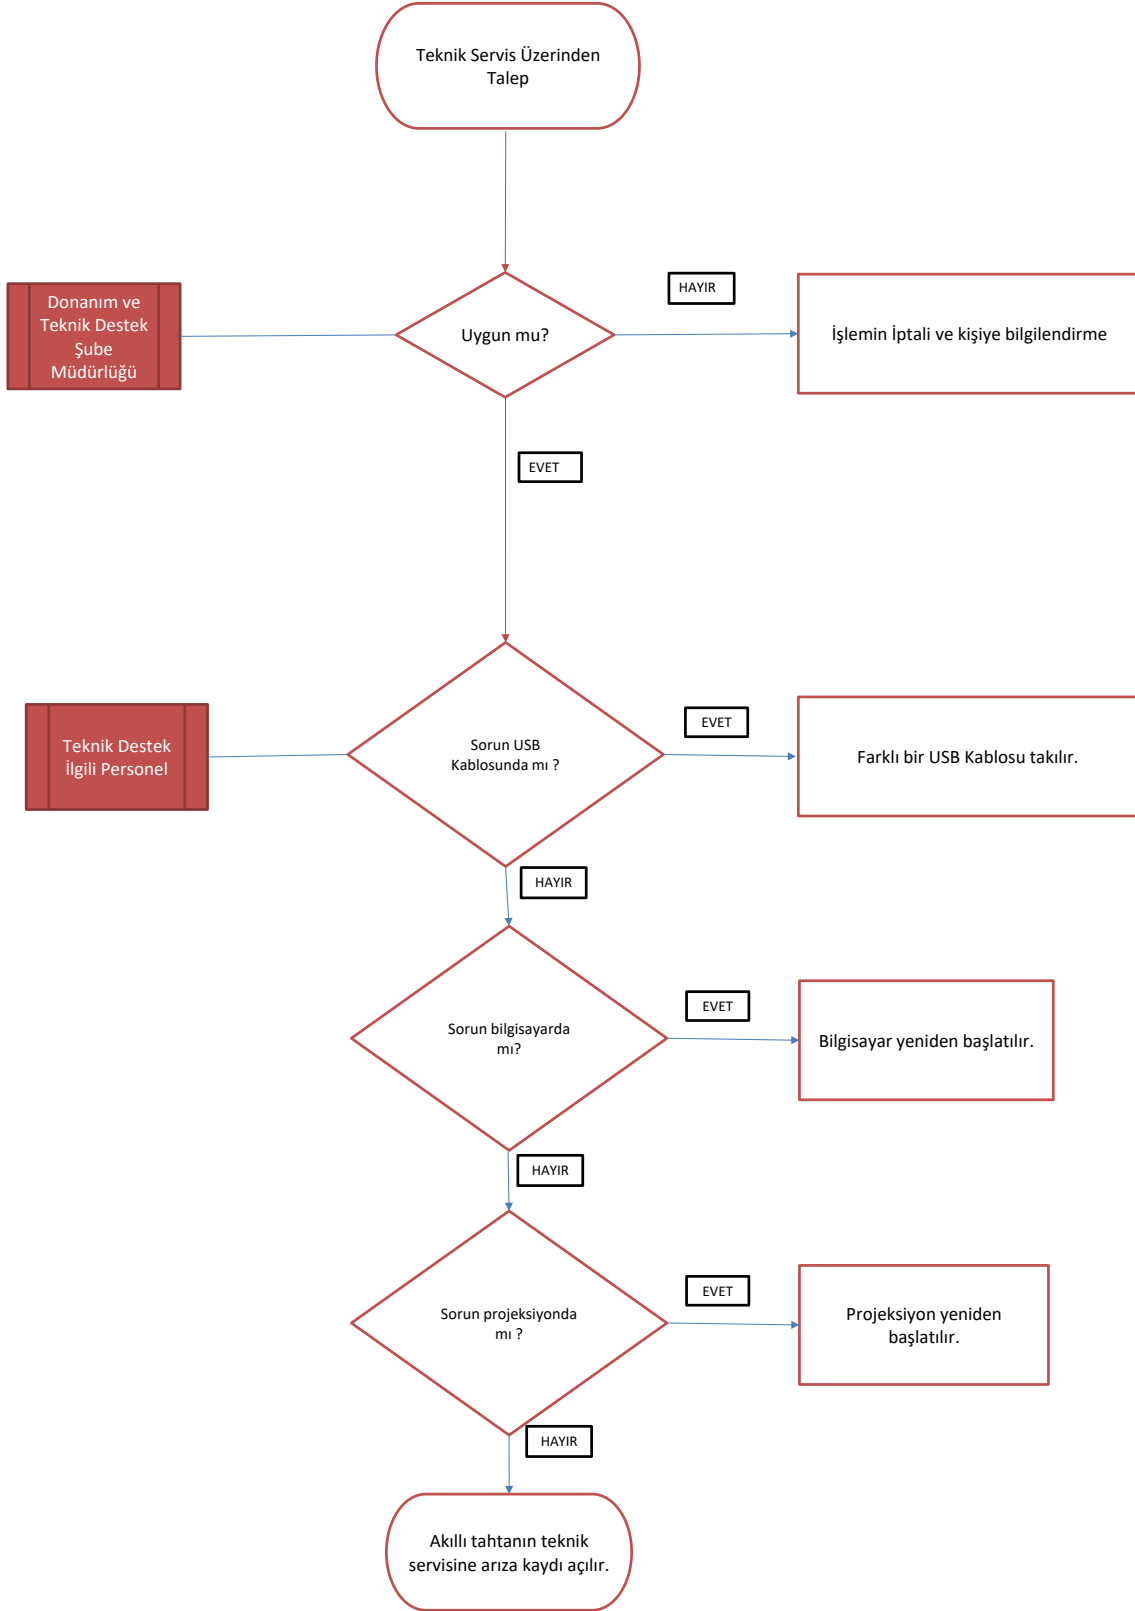 Teknik Servis Üzerinden
Talep
HAYIR
Donanım ve
Teknik Destek
Şube
Müdürlüğü
Uygun mu?
İşlemin İptali ve kişiye bilgilendirme
EVET
Teknik Destek
İlgili Personel
Sorun USB
Kablosunda mı ?
EVET
Farklı bir USB Kablosu takılır.
HAYIR
Sorun bilgisayarda
mı?
EVET
Bilgisayar yeniden başlatılır.
HAYIR
Sorun projeksiyonda
mı ?
EVET
Projeksiyon yeniden
başlatılır.
HAYIR
Akıllı tahtanın teknik
servisine arıza kaydı açılır.